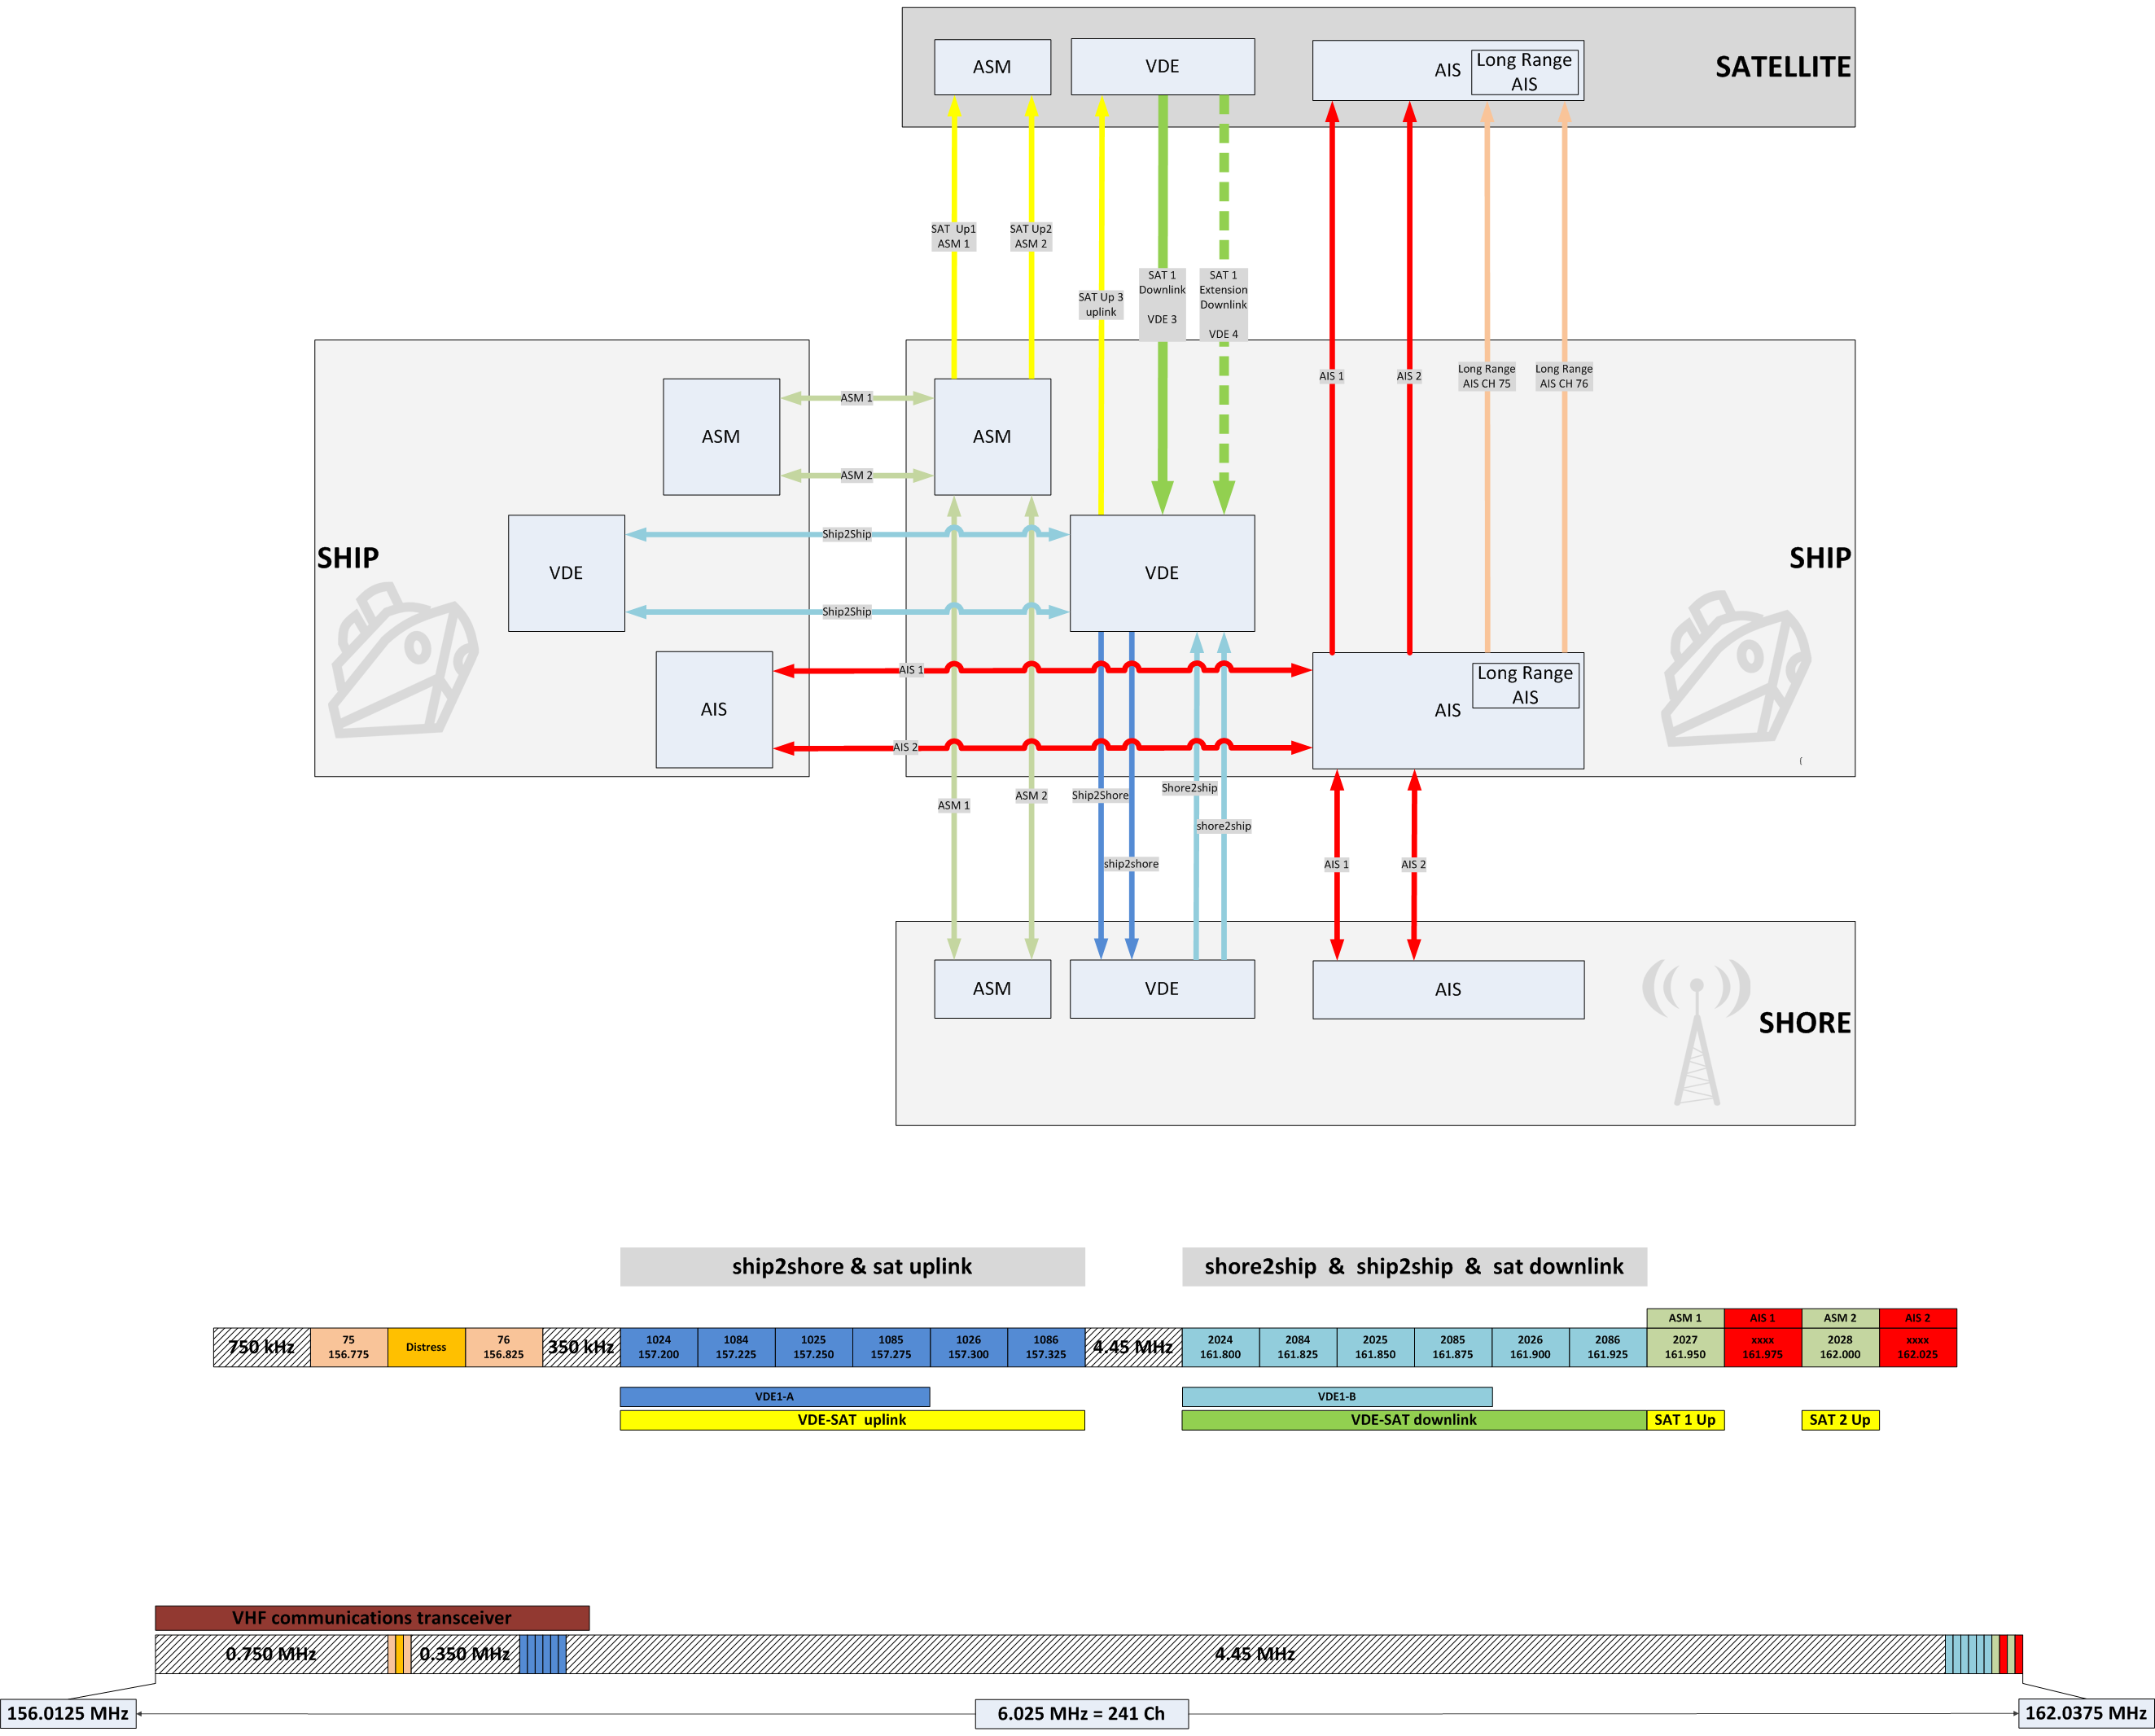 ASM
VDE
AIS
Long Range
AIS
SATELLITE
SAT Up1
ASM 1
SAT Up2
ASM 2
SAT Up 3
uplink
SAT 1
Downlink
VDE 3
SAT 1
Extension
Downlink
VDE 4
AIS 1
AIS 2
Long Range
AIS CH 75
Long Range
AIS CH 76
ASM
ASM 1
ASM 2
ASM
VDE
Ship2Ship
Ship2Ship
VDE
SHIP
SHIP
AIS
AIS 1
AIS 2
AIS
Long Range
AIS
(
ASM 1
ASM 2
Ship2Shore
ship2shore
Shore2ship
shore2ship
AIS 1
AIS 2
ASM
VDE
AIS
SHORE
ship2shore & sat uplink
shore2ship & ship2ship & sat downlink
ASM 1
AIS 1
ASM 2
AIS 2
750 kHz
75
156.775
Distress
76
156.825
350 kHz
1024
157.200
1084
157.225
1025
157.250
1085
157.275
1026
157.300
1086
157.325
4.45 MHz
2024
161.800
2084
161.825
2025
161.850
2085
161.875
2026
161.900
2086
161.925
2027
161.950
xxxx
161.975
2028
162.000
xxxx
162.025
VDE1-A
VDE1-B
VDE-SAT uplink
VDE-SAT downlink
SAT 1 Up
SAT 2 Up
VHF communications transceiver
0.750 MHz
0.350 MHz
4.45 MHz
156.0125 MHz
6.025 MHz = 241 Ch
162.0375 MHz